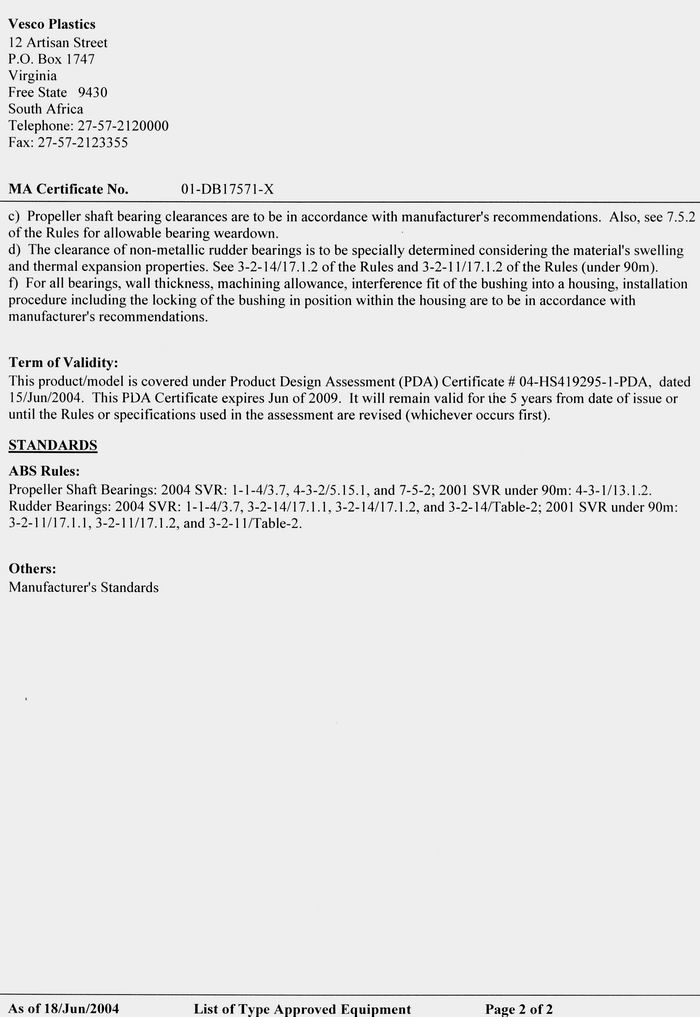 Vesco Plastics
12 Artisan Street
P.O. Box 1747
Virginia
Free State 9430
South Africa
Telephone: 27-57-2120000
Fax: 27-57-2123355
MA Certificate No. 01-DB17571-X
c) Propeller shaft bearing clearances are to be in accordance with manufacturer's recommendations. Also, see 7.5.2
of the Rules for allowable bearing weardown.
d) The clearance of non-metallic rudder bearings is to be specially determined considering the material's swelling
and thermal expansion properties. See 3-2-14/17.1.2 of the Rules and 3-2-11/17.1.2 of the Rules (under 90m).
f) For all bearings, wall thickness, machining allowance, interference fit of the bushing into a housing, installation
procedure including the locking of the bushing in position within the housing are to be in accordance with
manufacturer's recommendations.
Term of Validity:
This product/model is covered under Product Design Assessment (PDA) Certificate # 04-HS419295-1-PDA, dated
15/Jun/2004. This PDA Certificate expires Jun of 2009. It will remain valid for the 5 years from date of issue or
until the Rules or specifications used in the assessment are revised (whichever occurs first).
STANDARDS
ABS Rules:
Propeller Shaft Bearings: 2004 SVR: 1-1-4/3.7, 4-3-2/5.15.1, and 7-5-2; 2001 SVR under 90m: 4-3-1/13.1.2.
Rudder Bearings: 2004 SVR: 1-1-4/3.7, 3-2-14/17.1.1, 3-2-14/17.1.2, and 3-2-14/Table-2; 2001 SVR under 90m:
3-2-11/17.1.1, 3-2-11/17.1.2, and 3-2-11/Table-2.
Others:
Manufacturer's Standards
As of 18/Jun/2004 List of Type Approved Equipment Page 2 of 2